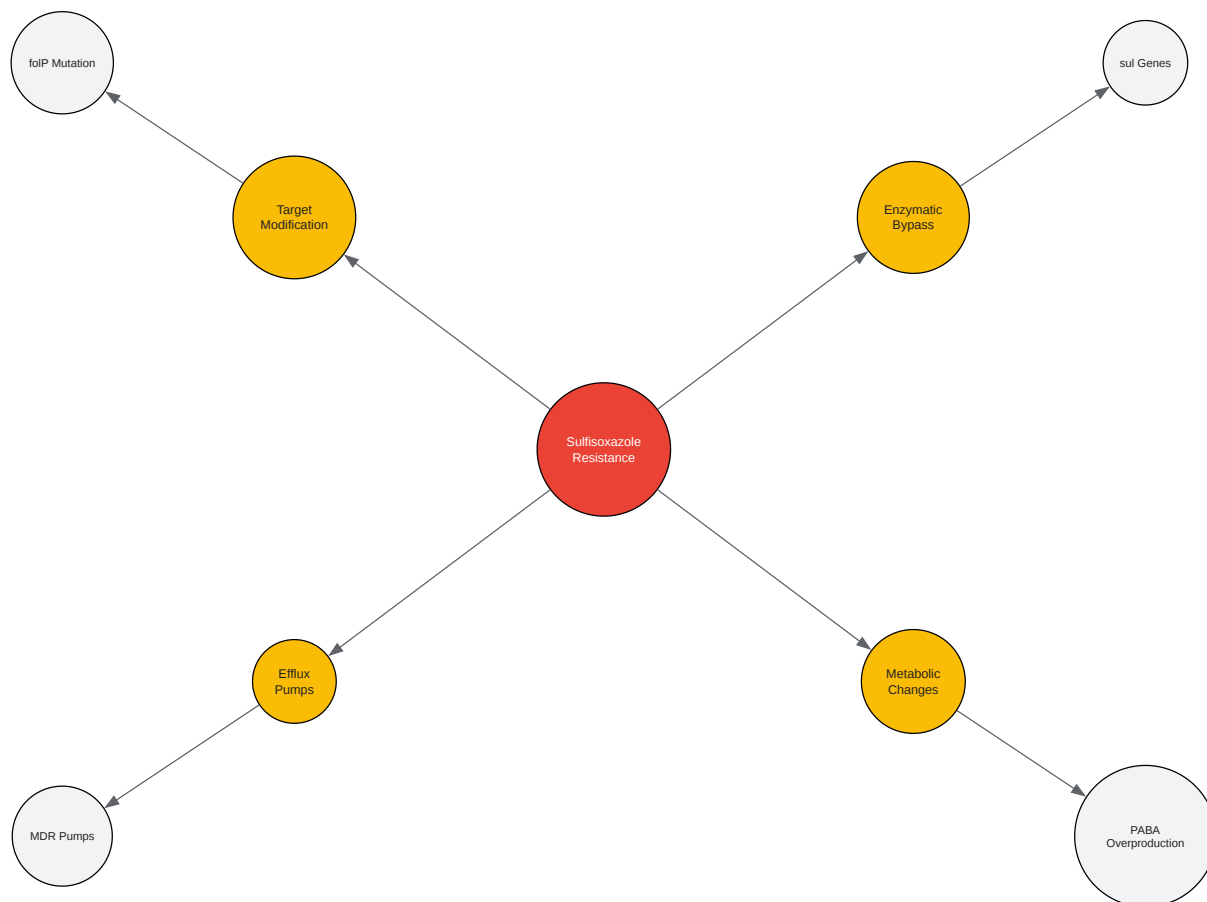 folP Mutation
sul Genes
Target
Modification
Enzymatic
Bypass
Sulfisoxazole
Resistance
Efflux
Pumps
Metabolic
Changes
MDR Pumps
PABA
Overproduction